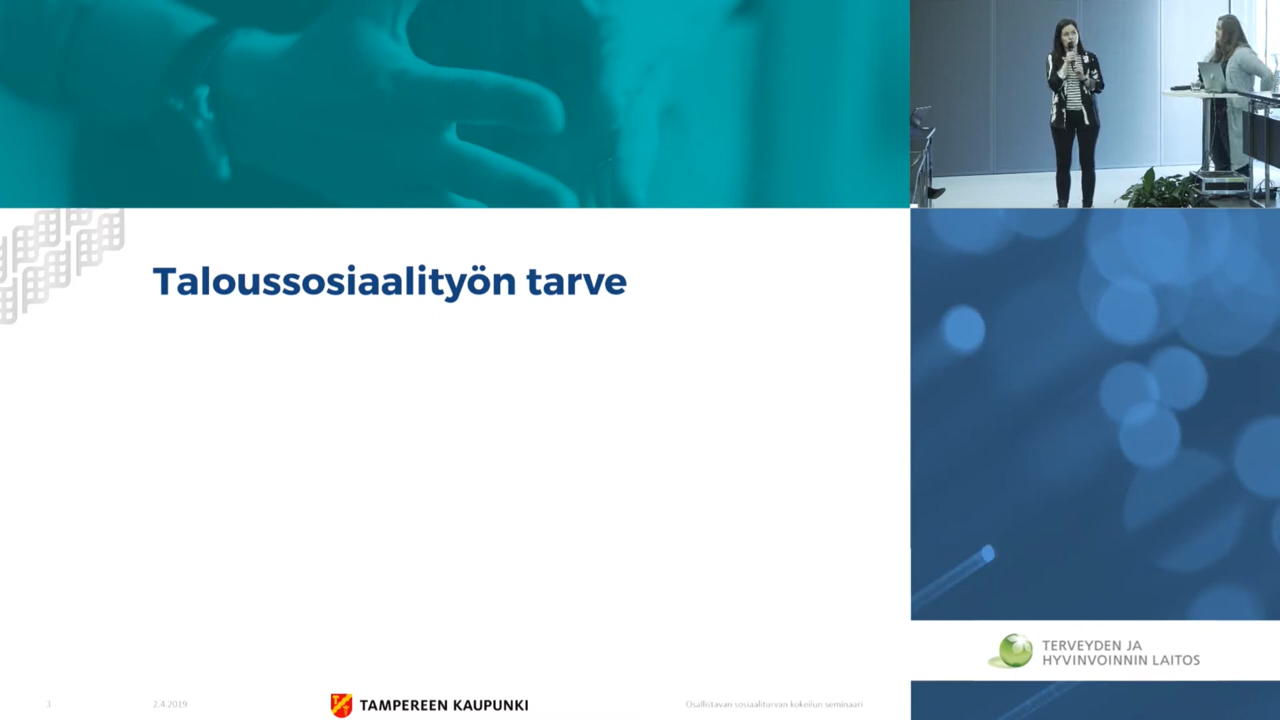 Taloussosiaalityön tarve
TERVEYDEN JA
HYVINVOINNIN LAITOS
3
2.4.2019
TAMPEREEN KAUPUNKI
Osallistavan sosiaaliturvan kokeilun seminaari